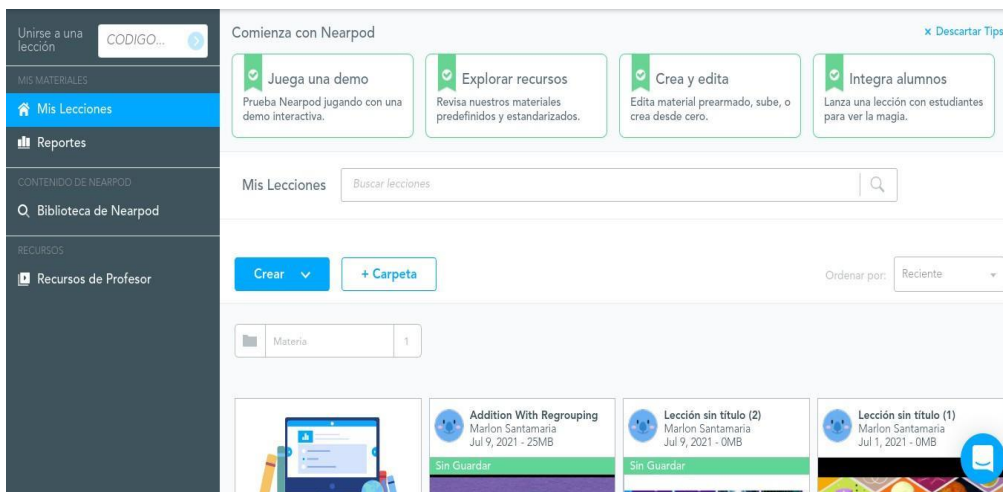 Unirse a una
lección
CODIGO...
MIS MATERIALES
Mis Lecciones
Reportes
CONTENIDO DE NEARPOD
Biblioteca de Nearpod
RECURSOS
Recursos de Profesor
Comienza con Nearpod
× Descartar Tips
Juega una demo
Prueba Nearpod jugando con una
demo interactiva.
Explorar recursos
Revisa nuestros materiales
predefinidos y estandarizados.
Crea y edita
Edita material prearmado, sube, o
crea desde cero.
Integra alumnos
Lanza una lección con estudiantes
para ver la magia.
Mis Lecciones
Buscar lecciones
Crear
+ Carpeta
Ordenar por:
Reciente
Materia
1
Addition With Regrouping
Marlon Santamaria
Jul 9, 2021 - 25MB
Sin Guardar
Lección sin título (2)
Marlon Santamaria
Jul 9, 2021 - 0MB
Sin Guardar
Lección sin título (1)
Marlon Santamaria
Jul 1, 2021 - 0MB